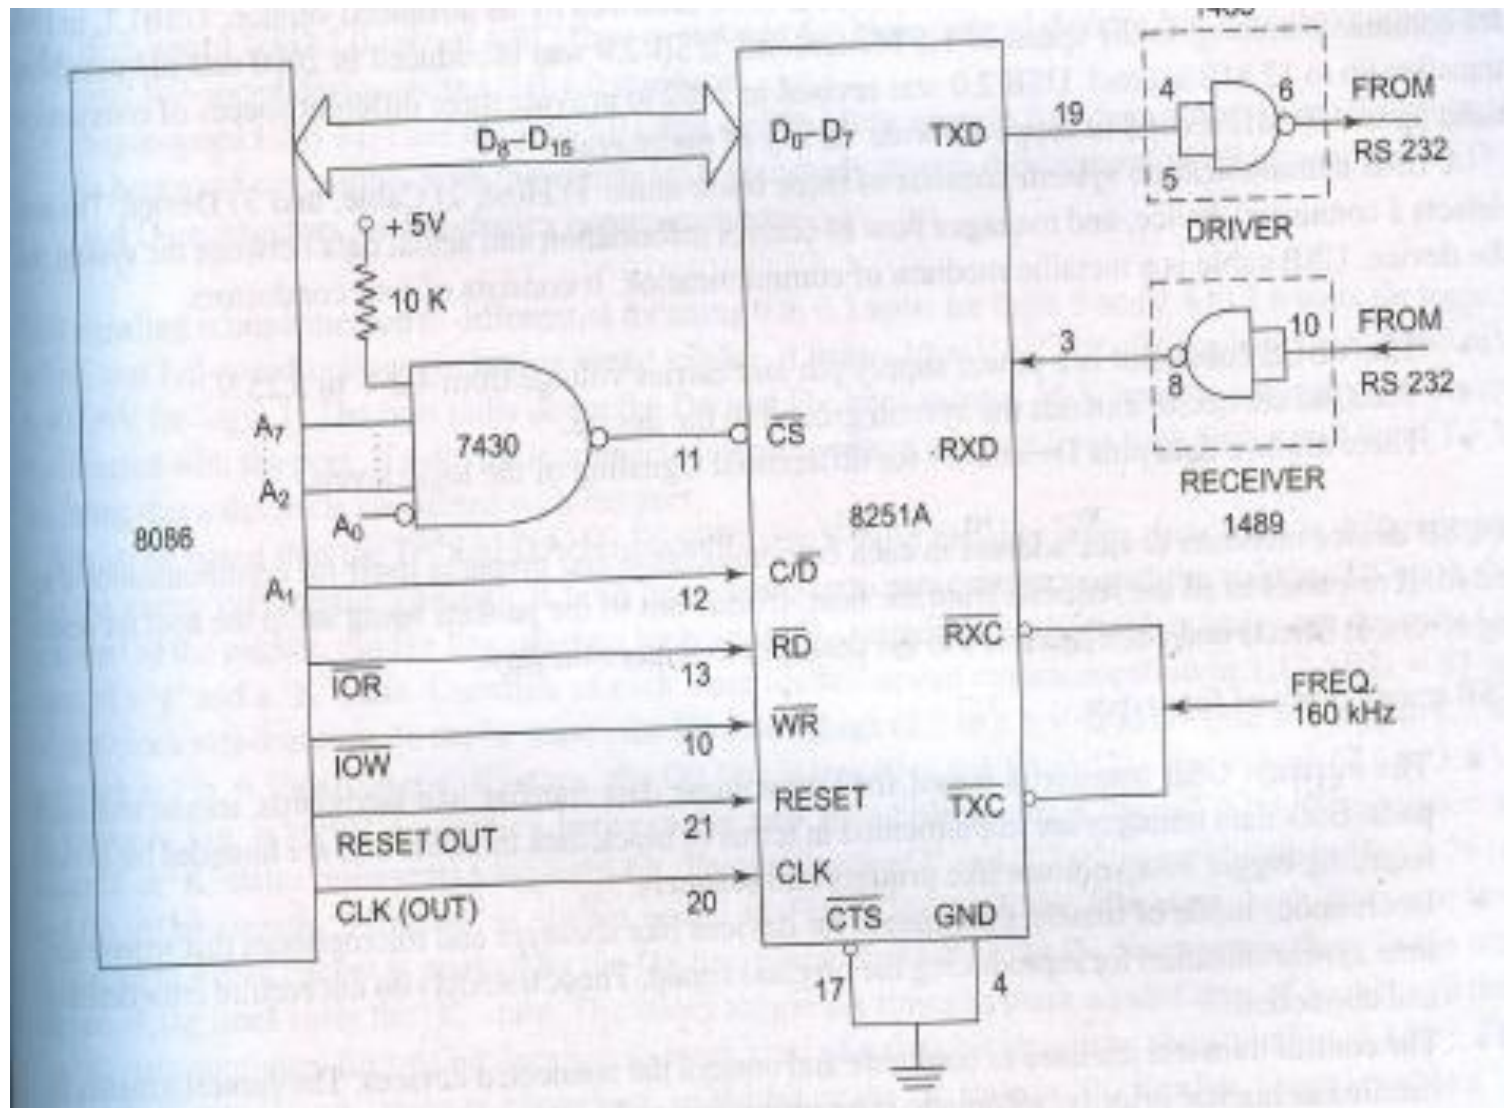 D8–D15
D0–D7
TXD
19
4
6
5
FROM
RS 232
DRIVER
+ 5V
10 K
3
8
10
FROM
RS 232
RECEIVER
1489
A7
A2
A0
7430
11
CS
RXD
8086
8251A
A1
12
C/D
IOR
13
RD
RXC
IOW
10
WR
FREQ.
160 kHz
RESET OUT
21
RESET
TXC
CLK (OUT)
20
CLK
CTS
GND
17
4